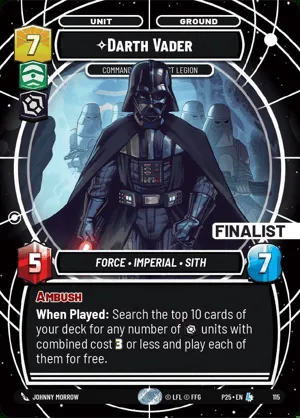 UNIT GROUND
7
✧DARTH VADER
COMMAND
T LEGION
FINALIST
5
FORCE • IMPERIAL • SITH
7
AMBUSH
When Played: Search the top 10 cards of
your deck for any number of units with
combined cost 3 or less and play each of
them for free.
JOHNNY MORROW © LFL © FFG P25 • EN 115